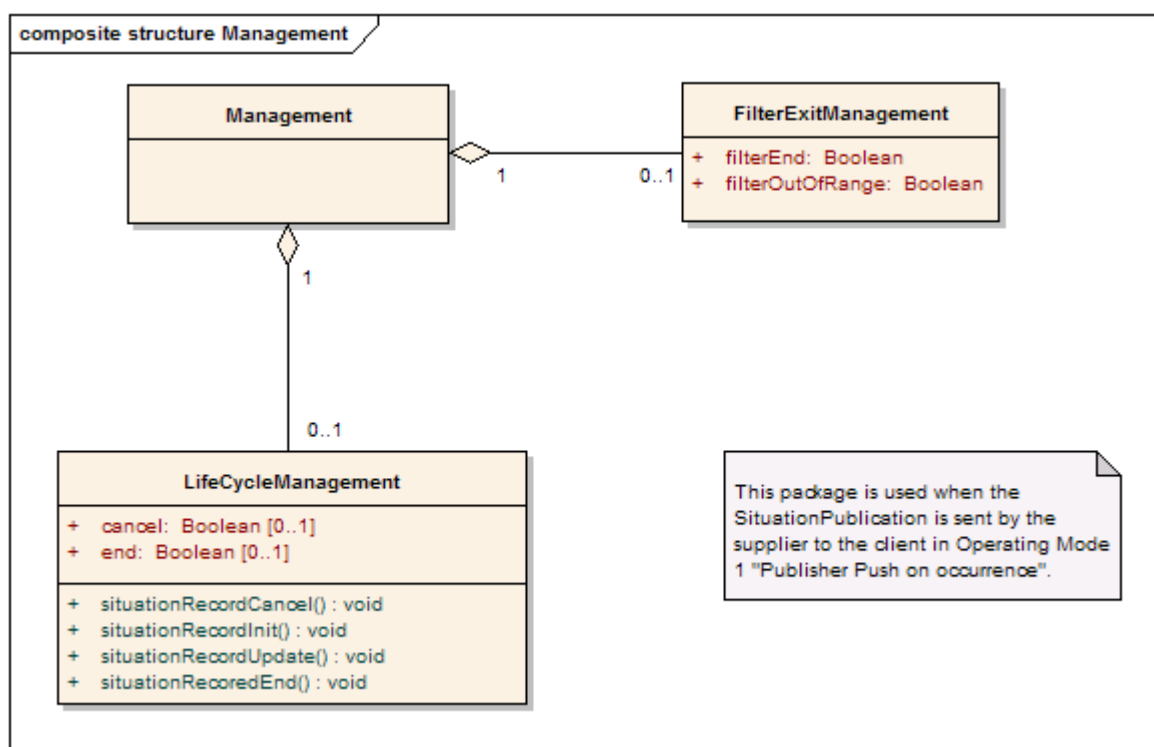 composite structure Management
Management
FilterExitManagement
+ filterEnd: Boolean
+ filterOutOfRange: Boolean
1
0..1
1
0..1
LifeCycleManagement
+ cancel: Boolean [0..1]
+ end: Boolean [0..1]
+ situationRecordCancel() : void
+ situationRecordInit() : void
+ situationRecordUpdate() : void
+ situationRecoredEnd() : void
This package is used when the
SituationPublication is sent by the
supplier to the client in Operating Mode
1 "Publisher Push on occurrence".